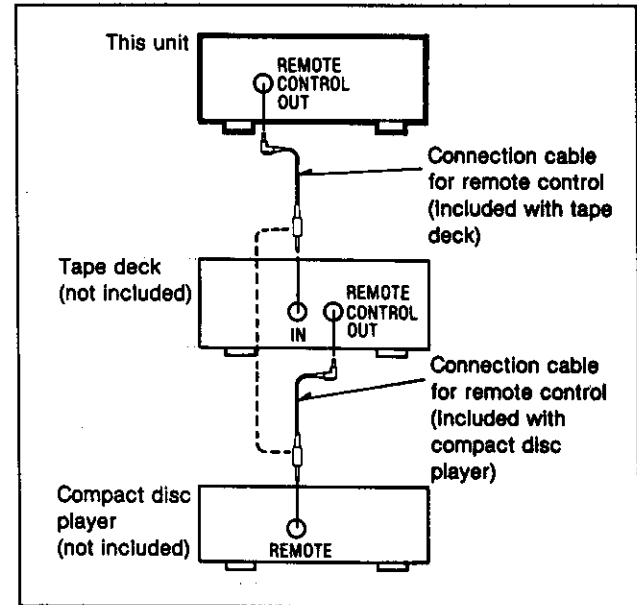 This unit
REMOTE
CONTROL
OUT
Connection cable
for remote control
(included with tape
deck)
Tape deck
(not included)
IN
REMOTE
CONTROL
OUT
Connection cable
for remote control
(included with
compact disc
player)
Compact disc
player
(not included)
REMOTE